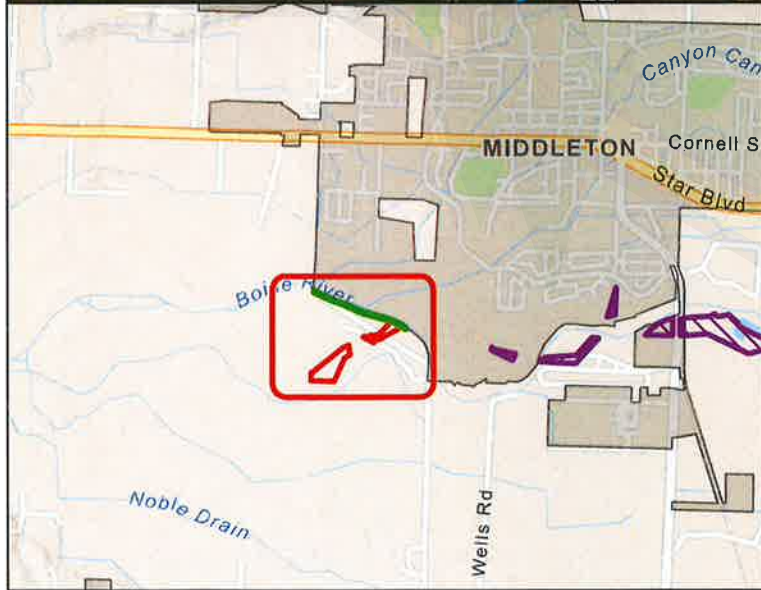 Canyon Can
MIDDLETON
Cornell S
Star Blvd
Boise River
Noble Drain
Wells Rd